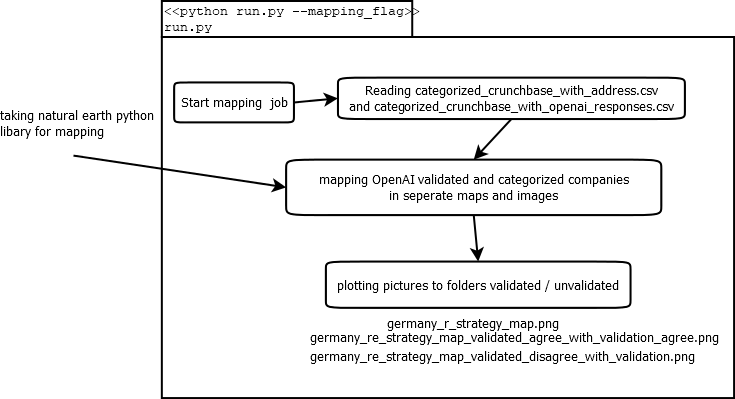 <<python run.py --mapping_flag>>
run.py
Start mapping job
Reading categorized_crunchbase_with_address.csv
and categorized_crunchbase_with_openai_responses.csv
taking natural earth python
libary for mapping
mapping OpenAI validated and categorized companies
in seperate maps and images
plotting pictures to folders validated / unvalidated
germany_r_strategy_map.png
germany_re_strategy_map_validated_agree_with_validation_agree.png
germany_re_strategy_map_validated_disagree_with_validation.png